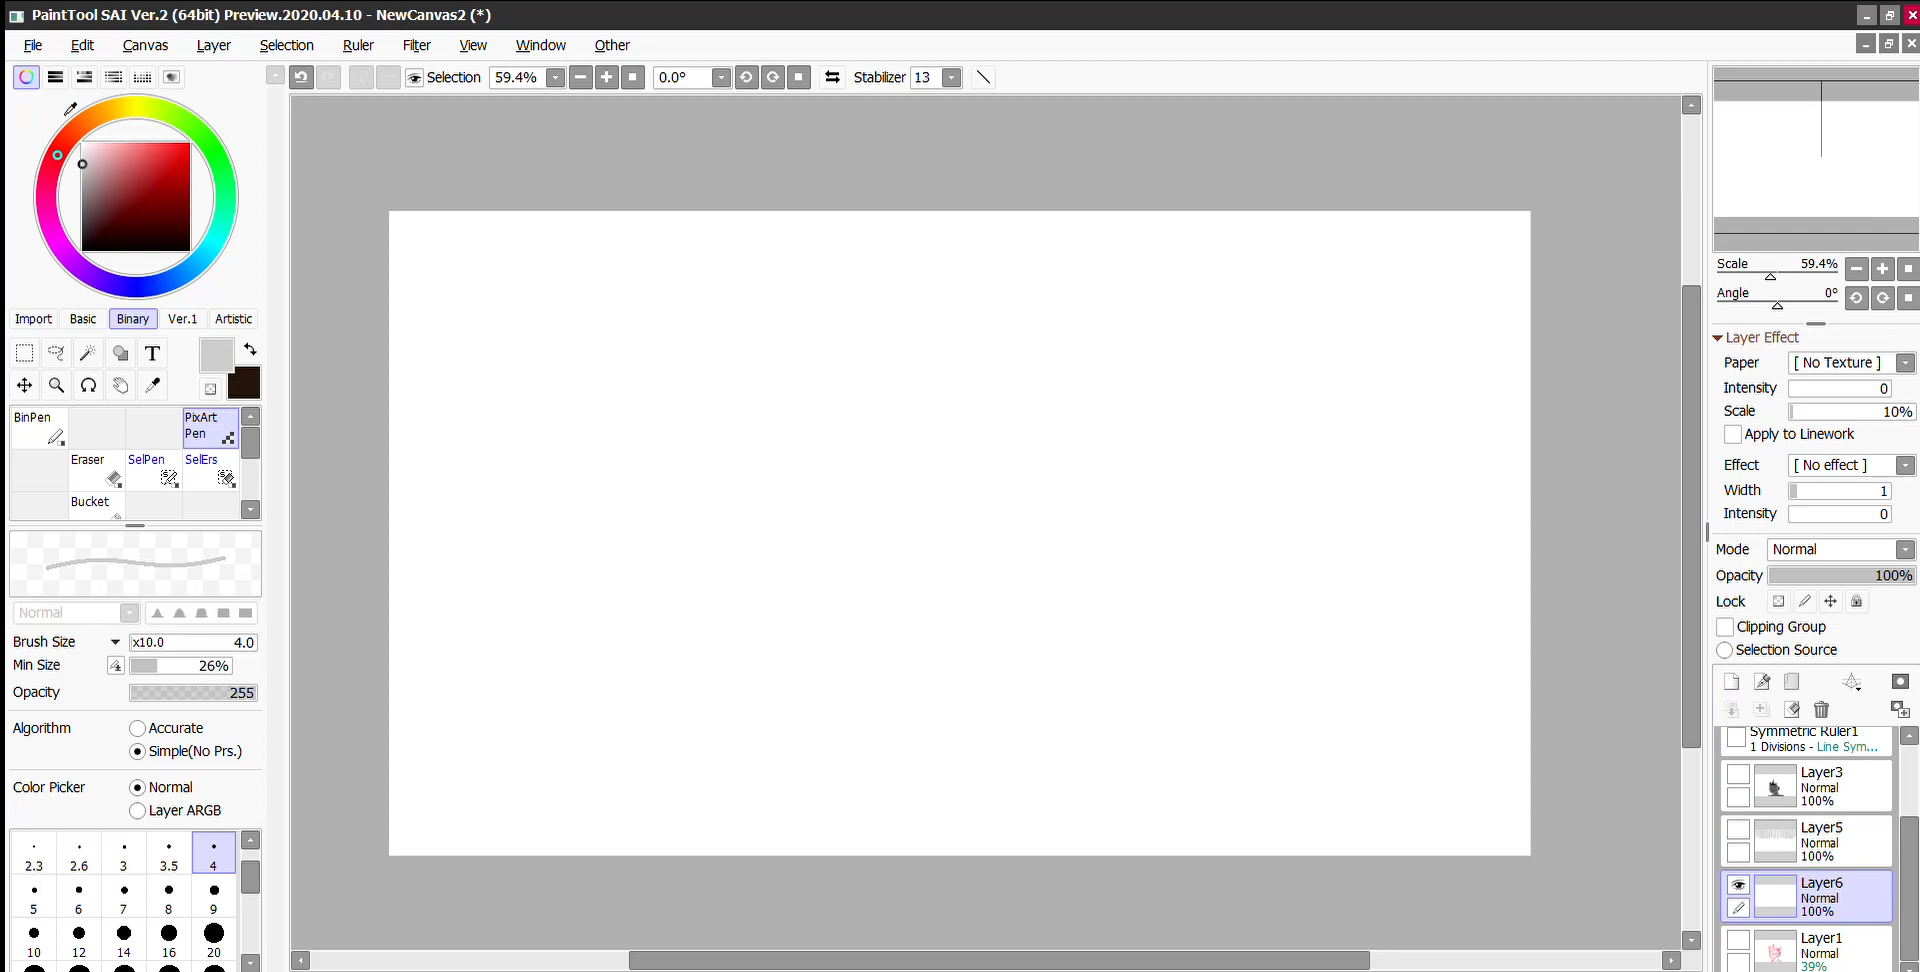 PaintTool SAI Ver.2 (64bit) Preview.2020.04.10 - NewCanvas2 (*)
File Edit Canvas Layer Selection Ruler Filter View Window Other
Selection 59.4% 0.0° Stabilizer 13
Import Basic Binary Ver.1 Artistic
T
BinPen PixArt Pen
Eraser SelPen SelErs
Bucket
Normal
Brush Size x10.0 4.0
Min Size 26%
Opacity 255
Algorithm Accurate
Simple(No Prs.)
Color Picker Normal
Layer ARGB
2.3 2.6 3 3.5 4
5 6 7 8 9
10 12 14 16 20
Scale 59.4%
Angle 0°
Layer Effect
Paper [ No Texture ]
Intensity 0
Scale 10%
Apply to Linework
Effect [ No effect ]
Width 1
Intensity 0
Mode Normal
Opacity 100%
Lock
Clipping Group
Selection Source
Symmetric Ruler1
1 Divisions - Line Sym...
Layer3
Normal
100%
Layer5
Normal
100%
Layer6
Normal
100%
Layer1
Normal
39%